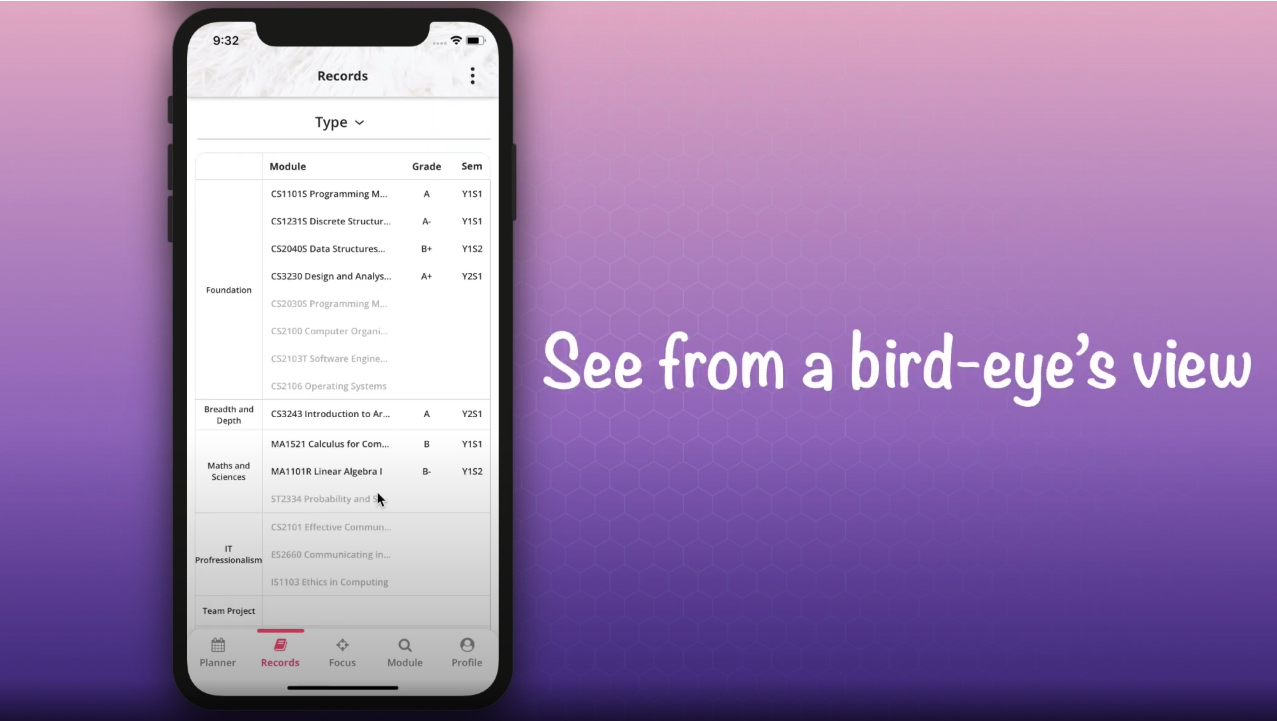 9:32
Records
Type
Module Grade Sem
Foundation
CS1101S Programming M... A Y1S1
CS1231S Discrete Structur... A- Y1S1
CS2040S Data Structures... B+ Y1S2
CS3230 Design and Analys... A+ Y2S1
CS2030S Programming M...
CS2100 Computer Organi...
CS2103T Software Engine...
CS2106 Operating Systems
Breadth and
Depth
CS3243 Introduction to Ar... A Y2S1
Maths and
Sciences
MA1521 Calculus for Com... B Y1S1
MA1101R Linear Algebra I B- Y1S2
ST2334 Probability and
IT
Profressionalism
CS2101 Effective Commun...
ES2660 Communicating in...
IS1103 Ethics in Computing
Team Project
Planner Records Focus Module Profile
See from a bird-eye's view